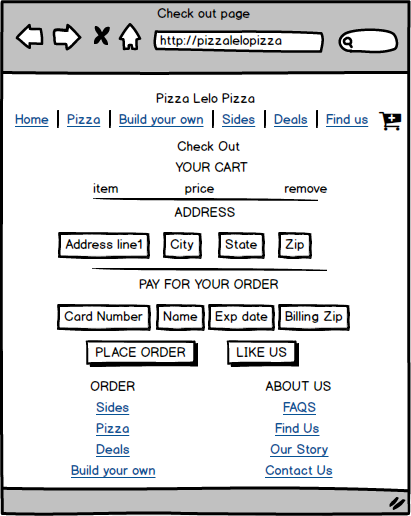 Check out page
http://pizzalelopizza
Pizza Lelo Pizza
Home Pizza Build your own Sides Deals Find us
Check Out
YOUR CART
item price remove
ADDRESS
Address line1 City State Zip
PAY FOR YOUR ORDER
Card Number Name Exp date Billing Zip
PLACE ORDER LIKE US
ORDER ABOUT US
Sides FAQS
Pizza Find Us
Deals Our Story
Build your own Contact Us